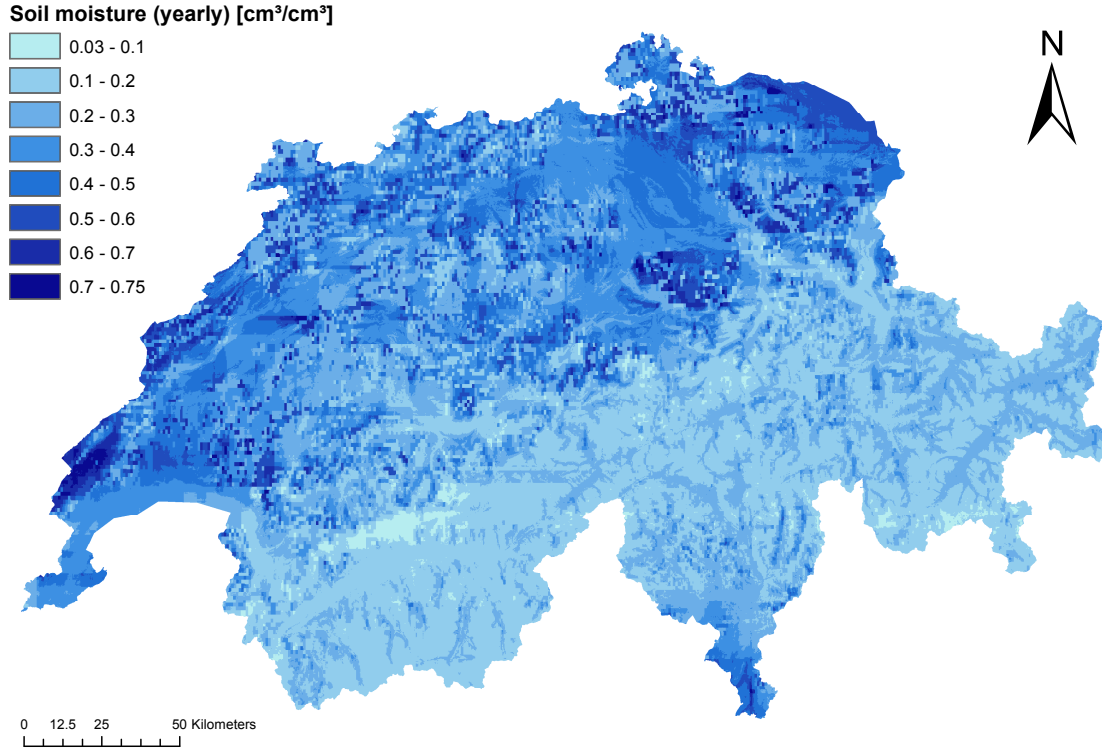 Soil moisture (yearly) [cm³/cm³]
0.03 - 0.1
0.1 - 0.2
0.2 - 0.3
0.3 - 0.4
0.4 - 0.5
0.5 - 0.6
0.6 - 0.7
0.7 - 0.75
N
0 12.5 25 50 Kilometers